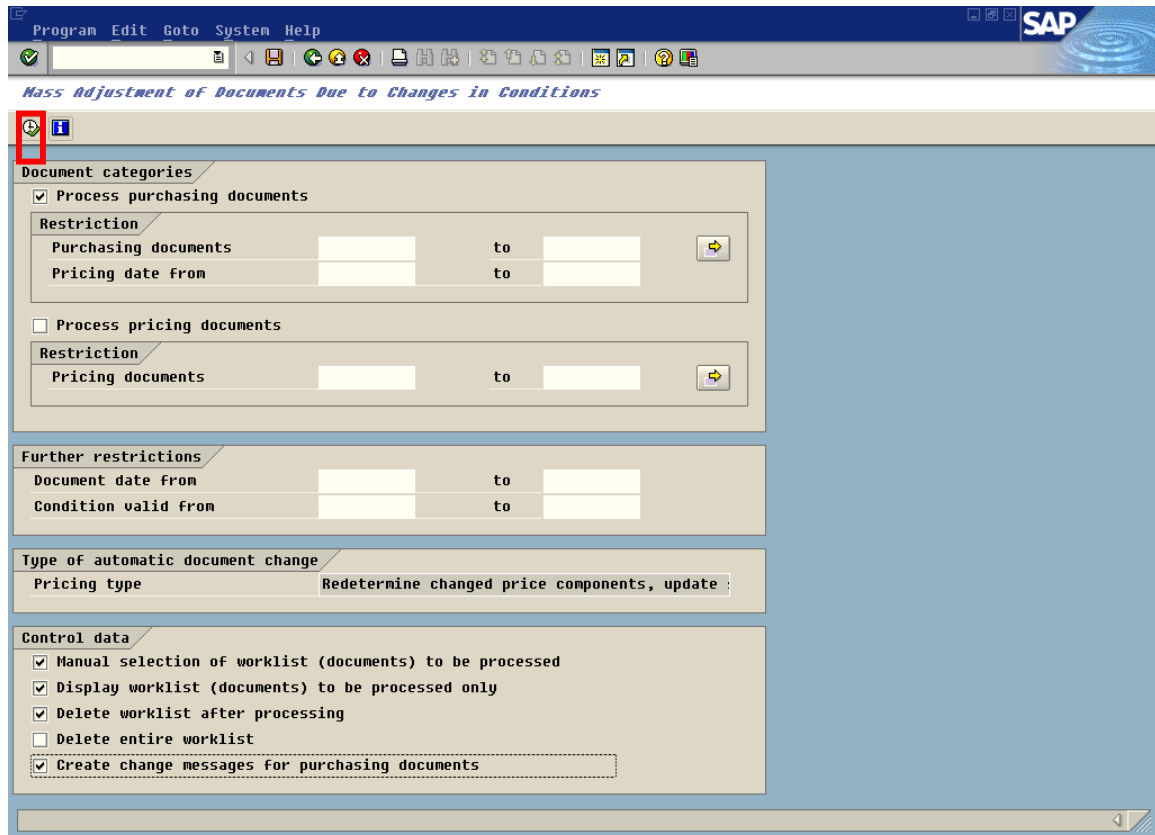 Program Edit Goto System Help
SAP
Mass Adjustment of Documents Due to Changes in Conditions
Document categories
Process purchasing documents
Restriction
Purchasing documents to
Pricing date from to
Process pricing documents
Restriction
Pricing documents to
Further restrictions
Document date from to
Condition valid from to
Type of automatic document change
Pricing type Redetermine changed price components, update
Control data
Manual selection of worklist (documents) to be processed
Display worklist (documents) to be processed only
Delete worklist after processing
Delete entire worklist
Create change messages for purchasing documents